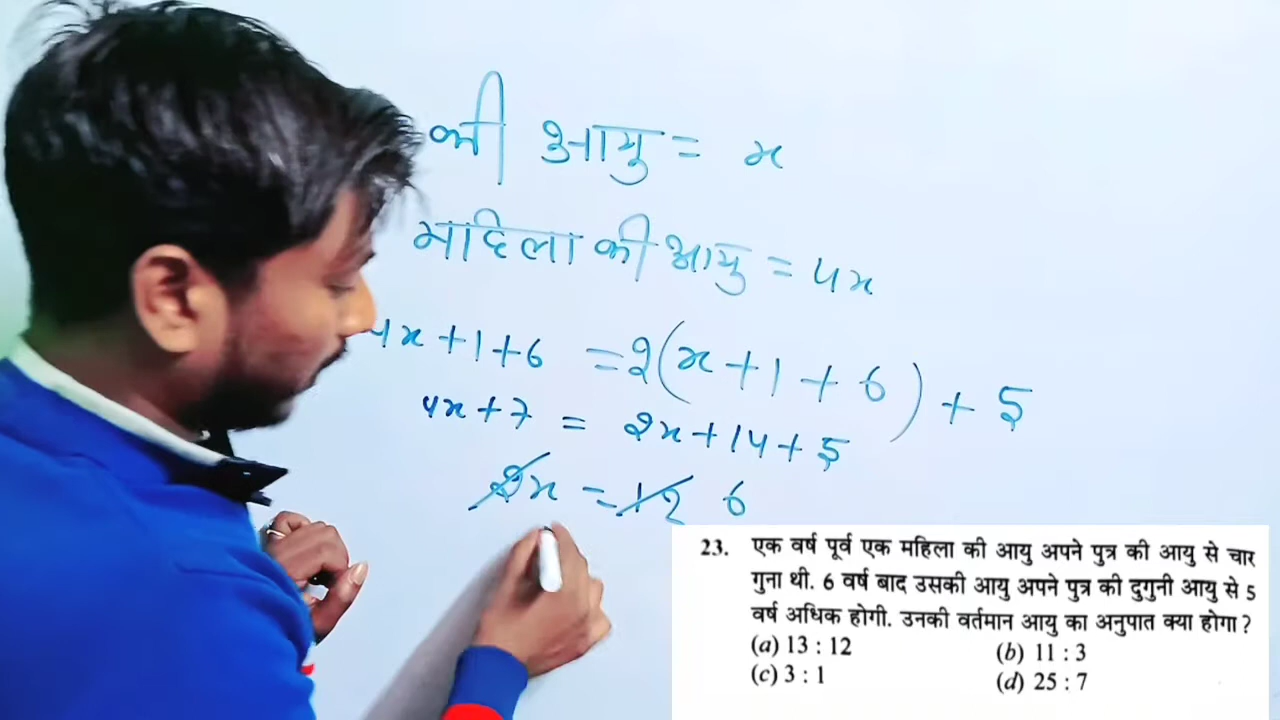 की आयु = x
महिला की आयु = 4x
4x+1+6 = 2(x+1+6)+5
4x+7 = 2x+14+5
2x = 12 6
23. एक वर्ष पूर्व एक महिला की आयु अपने पुत्र की आयु से चार
गुना थी. 6 वर्ष बाद उसकी आयु अपने पुत्र की दुगुनी आयु से 5
वर्ष अधिक होगी. उनकी वर्तमान आयु का अनुपात क्या होगा ?
(a) 13 : 12 (b) 11 : 3
(c) 3 : 1 (d) 25 : 7